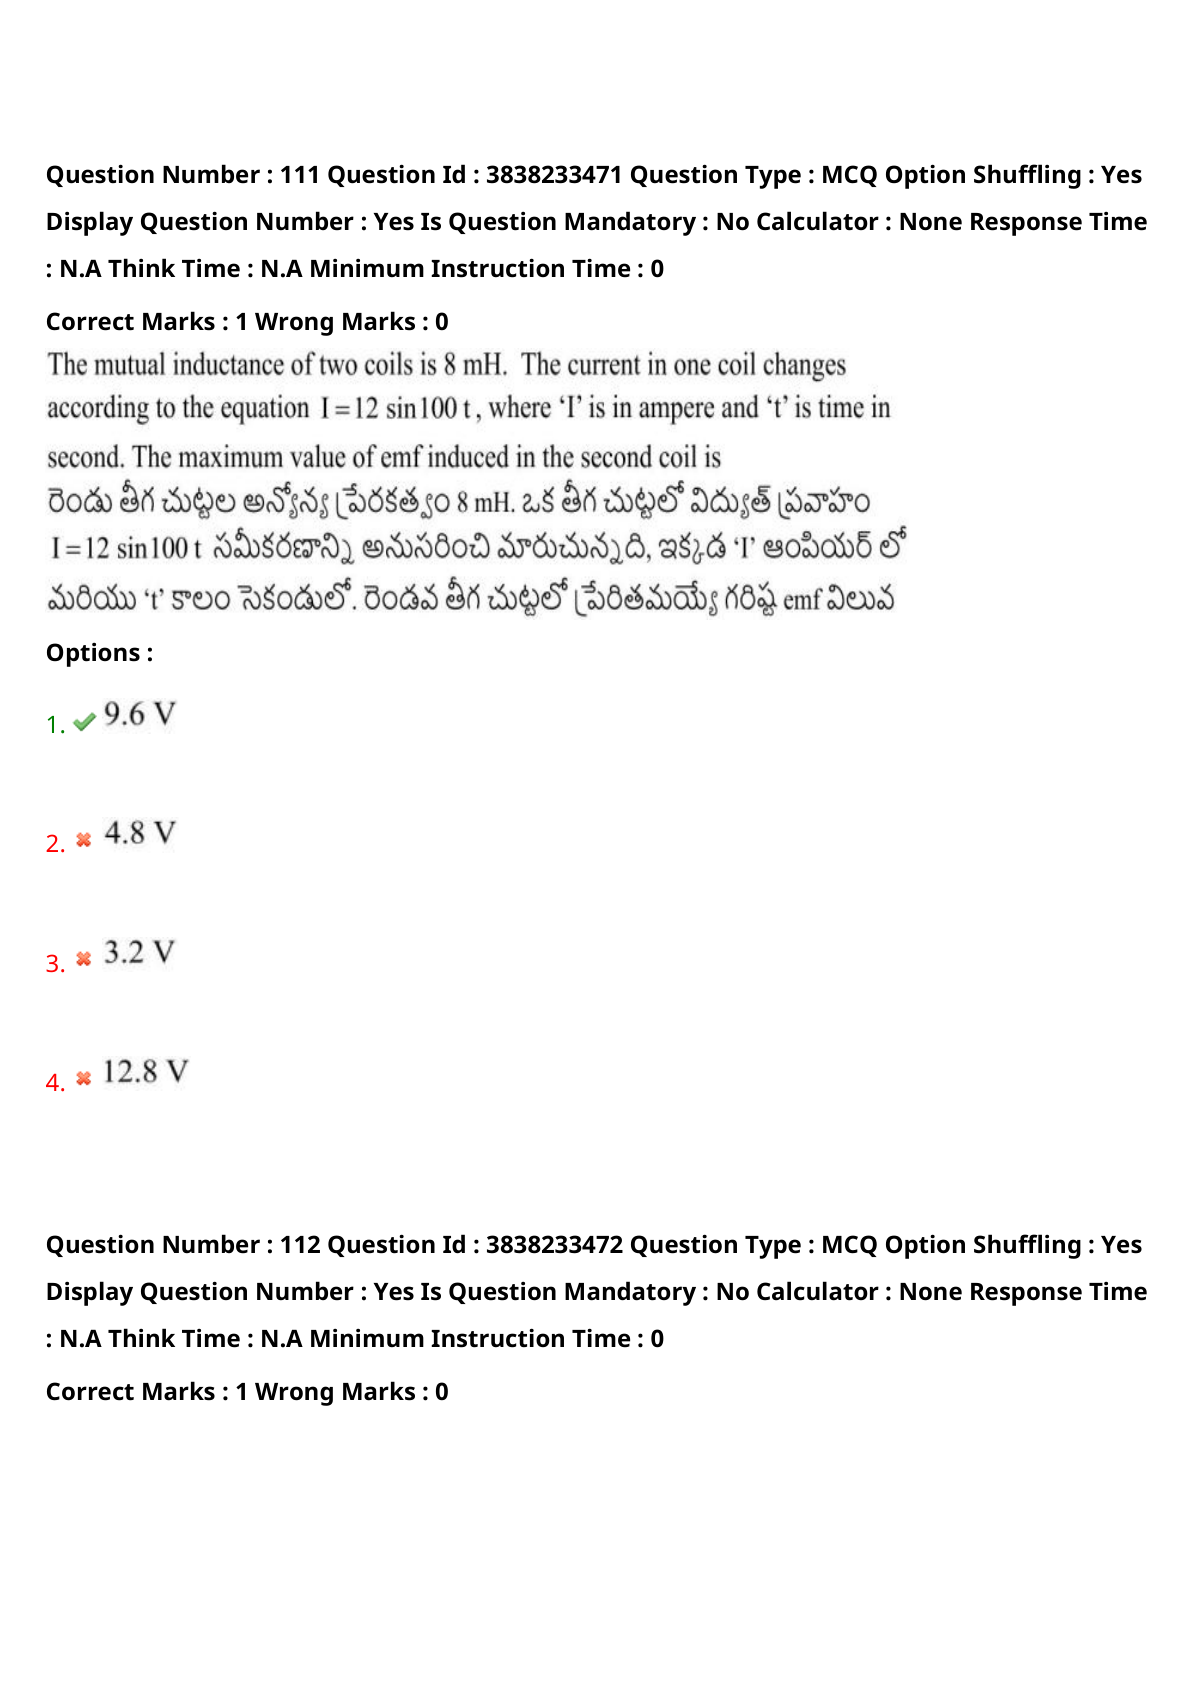 Question Number : 111 Question Id : 3838233471 Question Type : MCQ Option Shuffling : Yes
Display Question Number : Yes Is Question Mandatory : No Calculator : None Response Time
: N.A Think Time : N.A Minimum Instruction Time : 0
Correct Marks : 1 Wrong Marks : 0
The mutual inductance of two coils is 8 mH. The current in one coil changes
according to the equation I = 12 sin100 t , where ‘I’ is in ampere and ‘t’ is time in
second. The maximum value of emf induced in the second coil is
రెండు తీగ చుట్టల అన్యోన్య ప్రేరకత్వం 8 mH. ఒక తీగ చుట్టలో విద్యుత్ ప్రవాహం
I = 12 sin100 t సమీకరణాన్ని అనుసరించి మారుచున్నది, ఇక్కడ ‘I’ ఆంపియర్ లో
మరియు ‘t’ కాలం సెకండులో. రెండవ తీగ చుట్టలో ప్రేరితమయ్యే గరిష్ట emf విలువ
Options :
1. 9.6 V
2. 4.8 V
3. 3.2 V
4. 12.8 V
Question Number : 112 Question Id : 3838233472 Question Type : MCQ Option Shuffling : Yes
Display Question Number : Yes Is Question Mandatory : No Calculator : None Response Time
: N.A Think Time : N.A Minimum Instruction Time : 0
Correct Marks : 1 Wrong Marks : 0